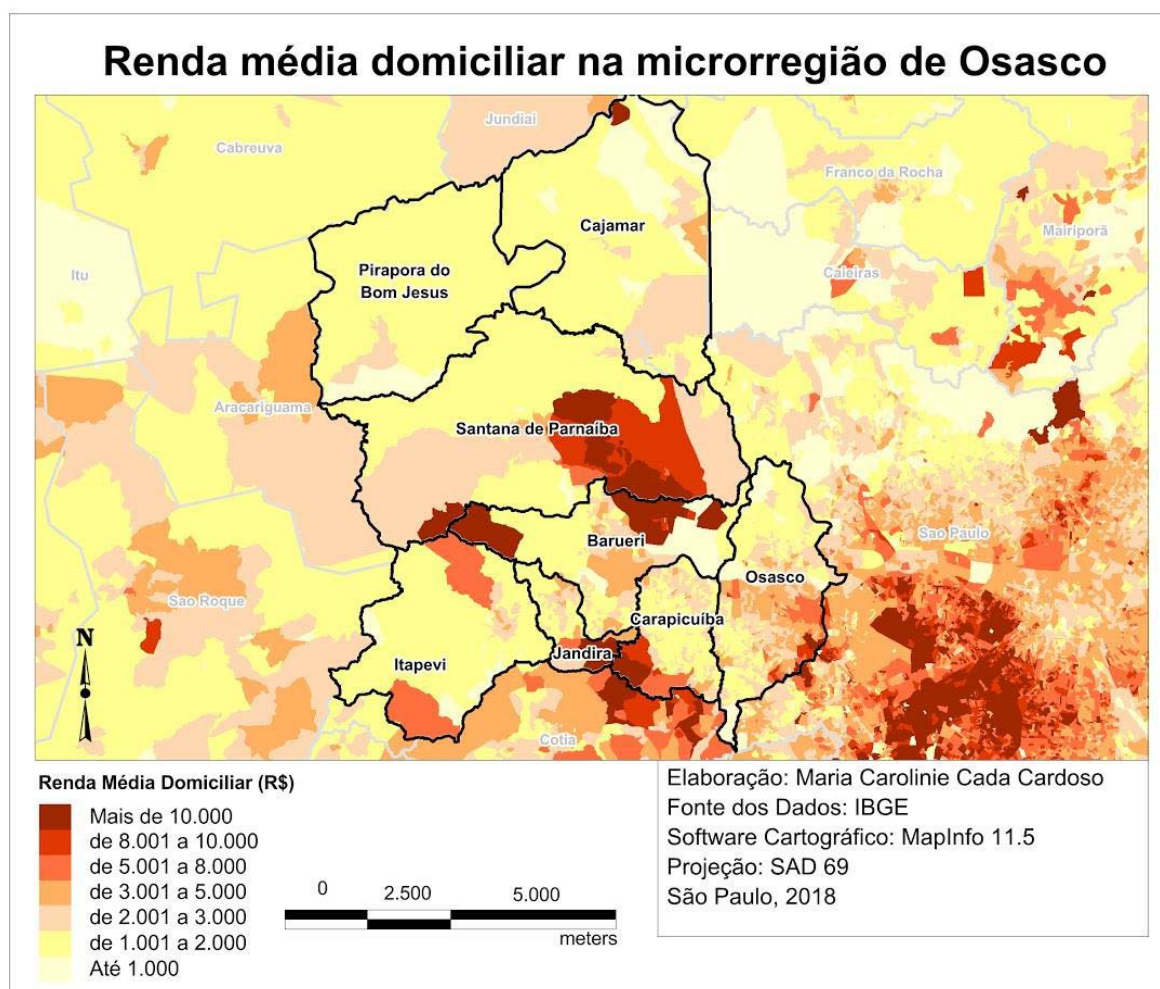 Renda média domiciliar na microrregião de Osasco
Jundiai
Cabreuva
Franco da Rocha
Cajamar
Mairiporã
Pirapora do
Bom Jesus
Itu
Caieiras
Aracariguama
Santana de Parnaíba
Barueri
Sao Paulo
Osasco
Sao Roque
Carapicuíba
N
Jandira
Itapevi
Cotia
Renda Média Domiciliar (R$)
Mais de 10.000
de 8.001 a 10.000
de 5.001 a 8.000
de 3.001 a 5.000
de 2.001 a 3.000
de 1.001 a 2.000
Até 1.000
0 2.500 5.000
meters
Elaboração: Maria Carolinie Cada Cardoso
Fonte dos Dados: IBGE
Software Cartográfico: MapInfo 11.5
Projeção: SAD 69
São Paulo, 2018